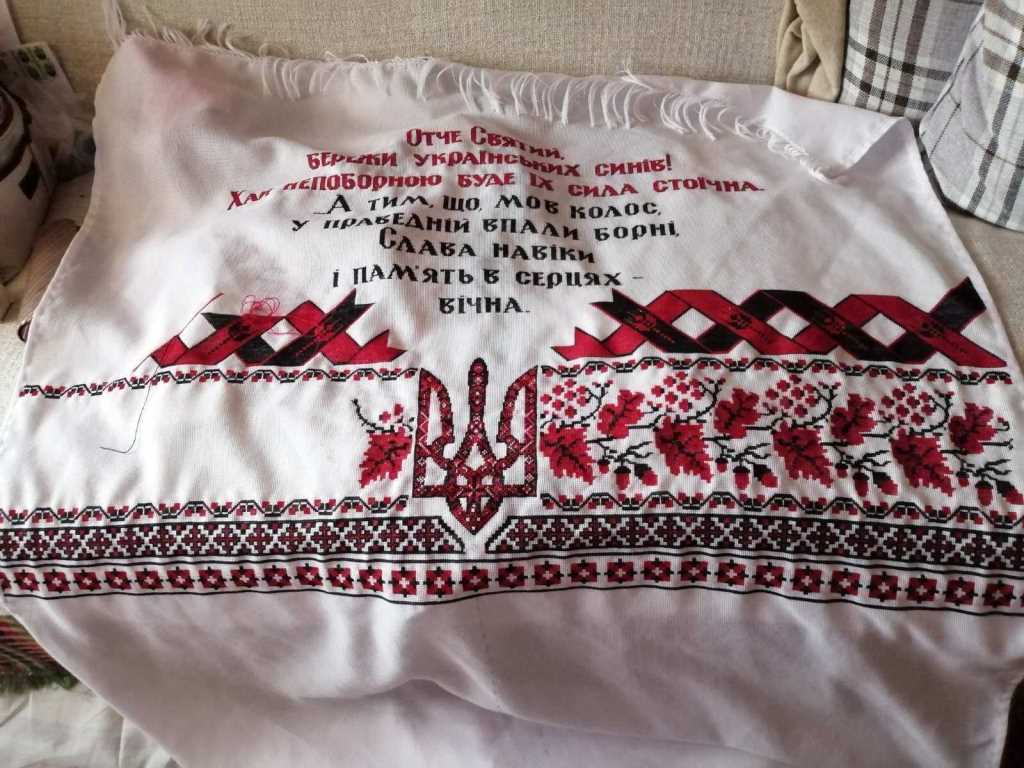 Отче Святий,
бережи українських синів!
Хай непоборною буде їх сила стоїчна.
...А тим, що, мов колос,
у праведній впали борні,
Слава навіки
і пам'ять в серцях –
вічна.